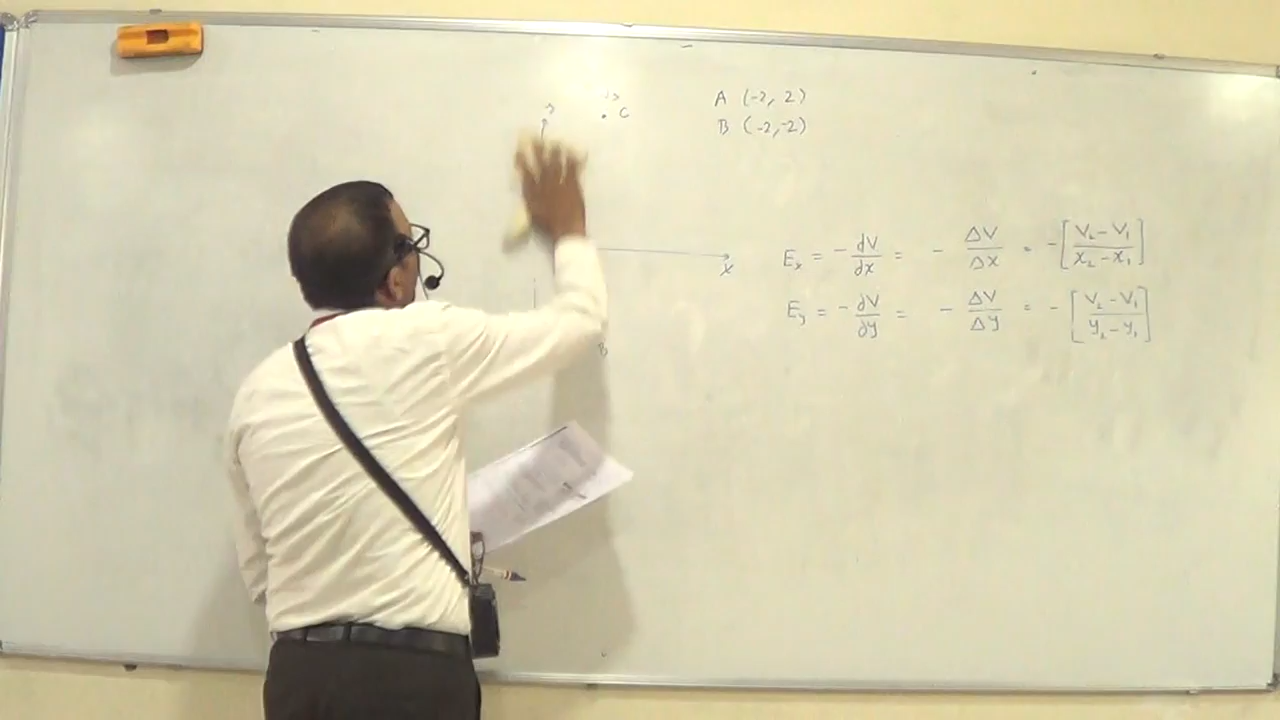 y
• C
A (-2, 2)
B (-2,-2)
x
B
Ex = - dV/dx = - ΔV/Δx = -[V₂ - V₁ / x₂ - x₁]
Ey = - dV/dy = - ΔV/Δy = -[V₂ - V₁ / y₂ - y₁]